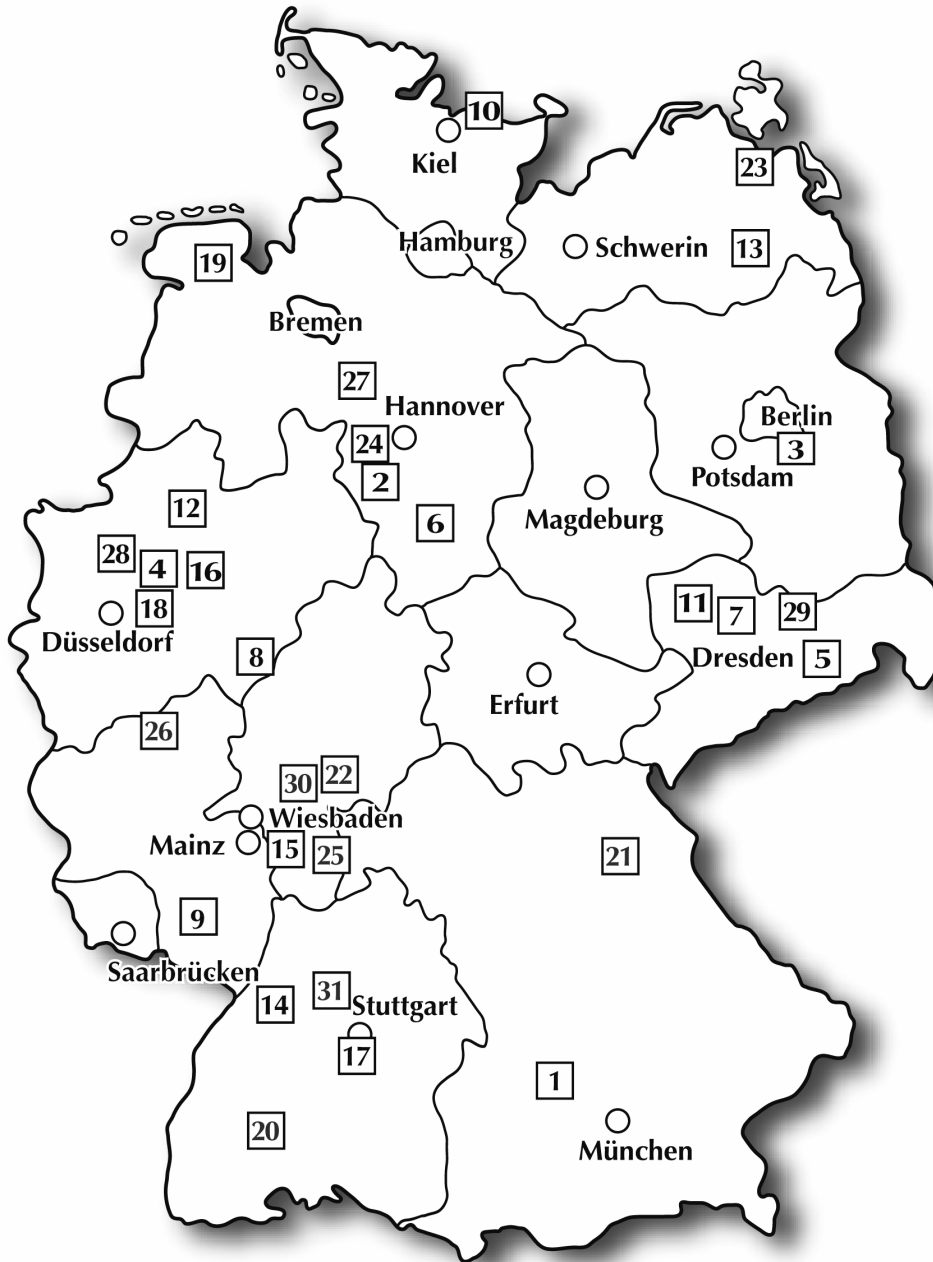 10
Kiel
23
Hamburg
Schwerin
13
19
Bremen
27
Hannover
Berlin
24
3
Potsdam
2
12
6
Magdeburg
28
4
16
18
Düsseldorf
11
7
29
8
Dresden
5
Erfurt
26
30
22
Wiesbaden
Mainz
15
25
21
9
Saarbrücken
14
31
Stuttgart
17
1
20
München